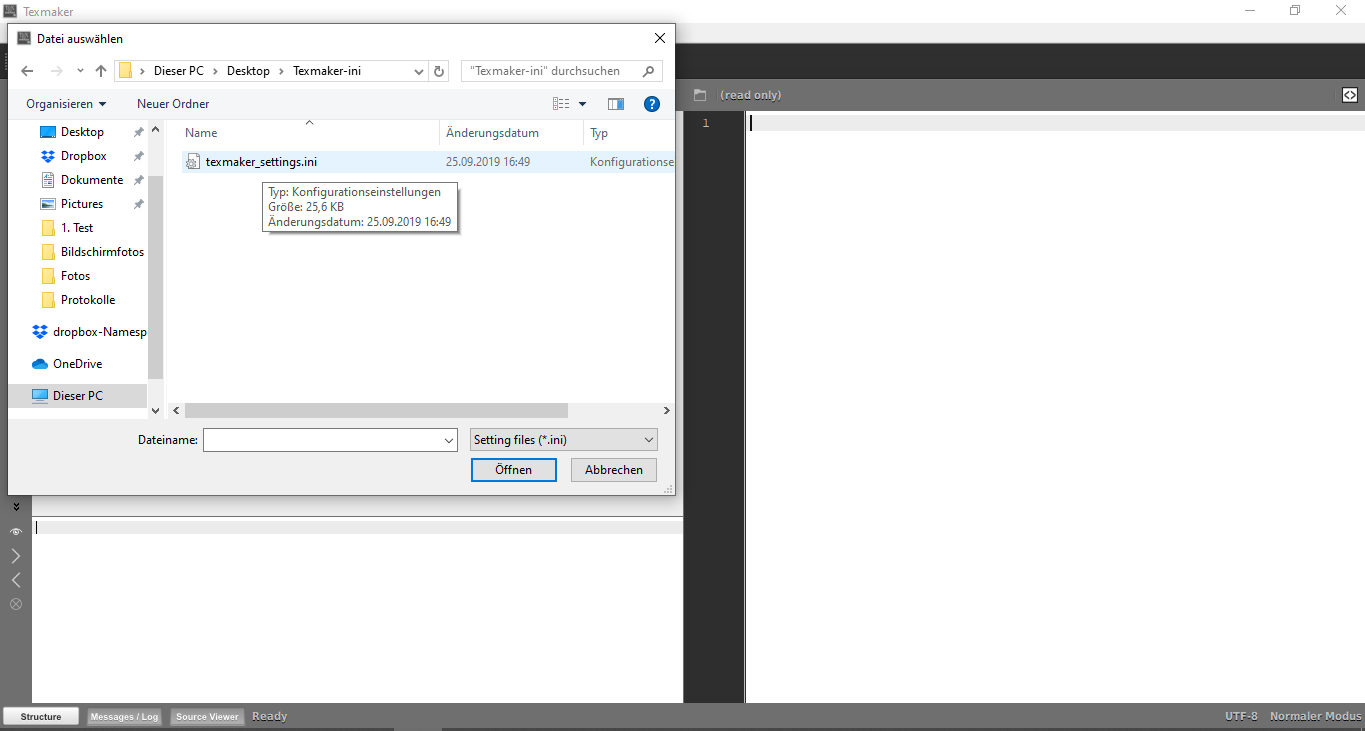 Texmaker
Datei auswählen
Dieser PC Desktop Texmaker-ini
"Texmaker-ini" durchsuchen
Organisieren Neuer Ordner
(read only)
Desktop
Dropbox
Dokumente
Pictures
1. Test
Bildschirmfotos
Fotos
Protokolle
dropbox-Namesp
OneDrive
Dieser PC
Name Änderungsdatum Typ
texmaker_settings.ini 25.09.2019 16:49 Konfigurationse
Typ: Konfigurationseinstellungen
Größe: 25,6 KB
Änderungsdatum: 25.09.2019 16:49
Dateiname: Setting files (*.ini)
Öffnen Abbrechen
1
Structure Messages / Log Source Viewer Ready UTF-8 Normaler Modus